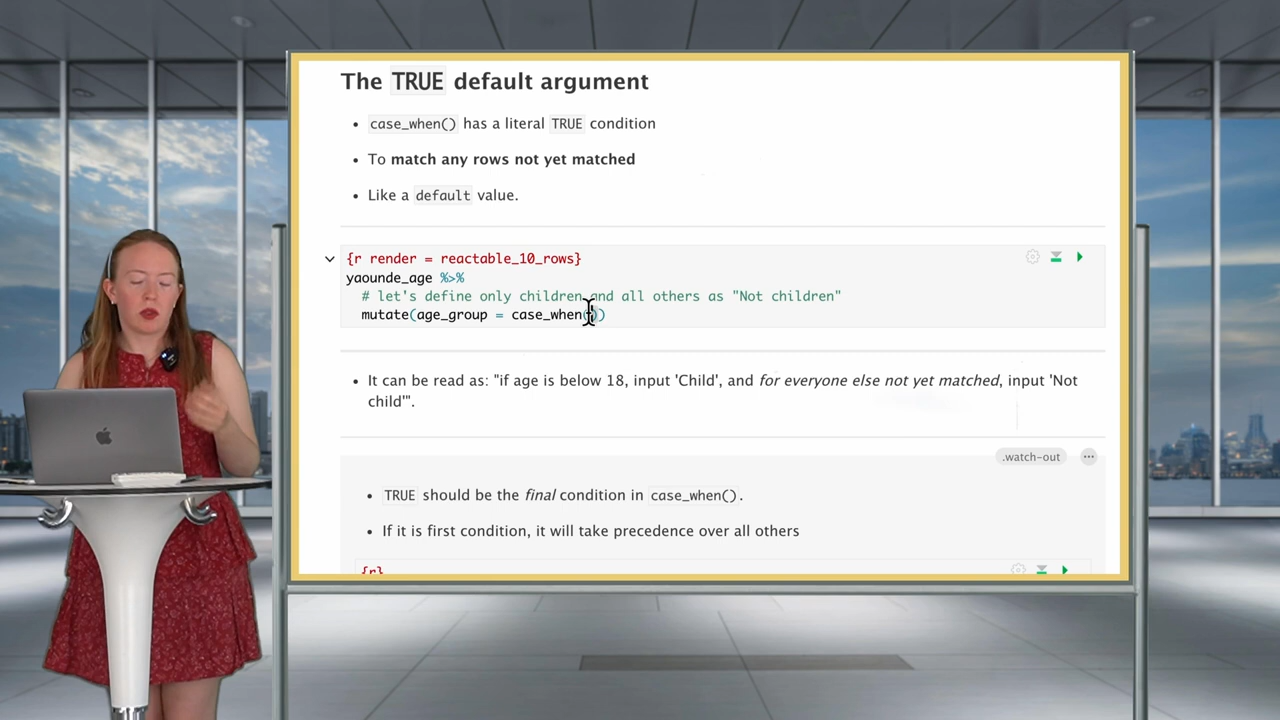 The TRUE default argument
• case_when() has a literal TRUE condition
• To match any rows not yet matched
• Like a default value.
{r render = reactable_10_rows}
yaounde_age %>%
# let's define only children and all others as "Not children"
mutate(age_group = case_when())
• It can be read as: "if age is below 18, input 'Child', and for everyone else not yet matched, input 'Not
child'".
.watch-out
• TRUE should be the final condition in case_when().
• If it is first condition, it will take precedence over all others
{r}